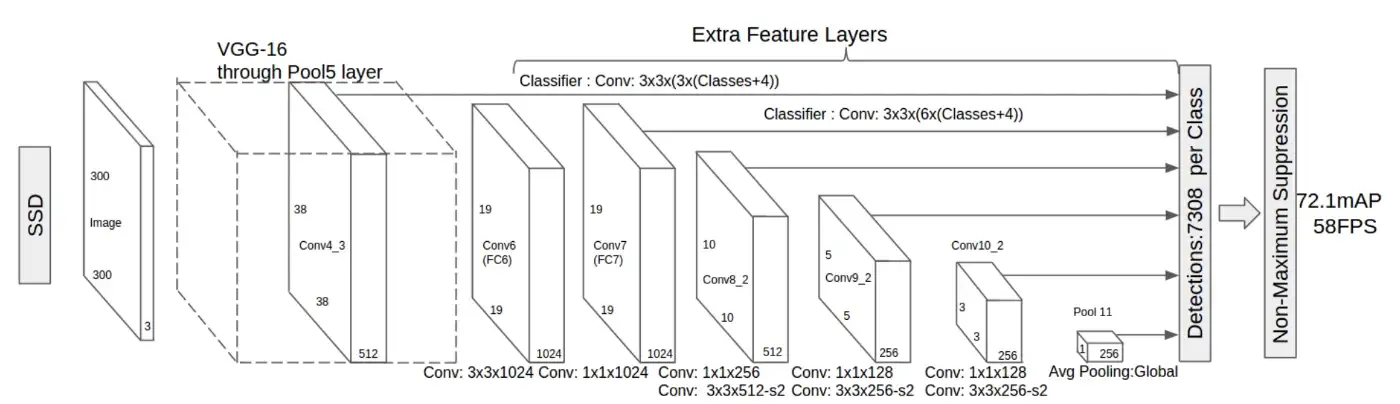 Extra Feature Layers
VGG-16
through Pool5 layer
Classifier : Conv: 3x3x(3x(Classes+4))
Classifier : Conv: 3x3x(6x(Classes+4))
SSD
300
Image
300
3
38
Conv4_3
38
512
19
Conv6
(FC6)
19
1024
19
Conv7
(FC7)
19
1024
10
Conv8_2
10
512
5
Conv9_2
5
256
Conv10_2
3
3
256
Pool 11
1
256
Conv: 3x3x1024
Conv: 1x1x1024
Conv: 1x1x256
Conv: 3x3x512-s2
Conv: 1x1x128
Conv: 3x3x256-s2
Conv: 1x1x128
Conv: 3x3x256-s2
Avg Pooling:Global
Detections:7308 per Class
Non-Maximum Suppression
72.1mAP
58FPS